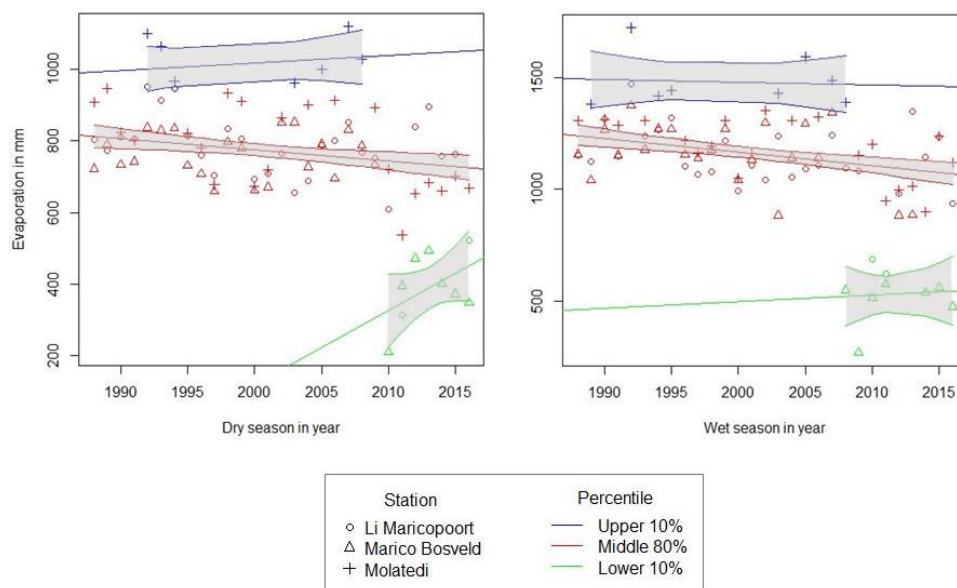 Evaporation in mm
200
400
600
800
1000
1990
1995
2000
2005
2010
2015
Dry season in year
500
1000
1500
1990
1995
2000
2005
2010
2015
Wet season in year
Station
Li Maricopoort
Marico Bosveld
Molatedi
Percentile
Upper 10%
Middle 80%
Lower 10%